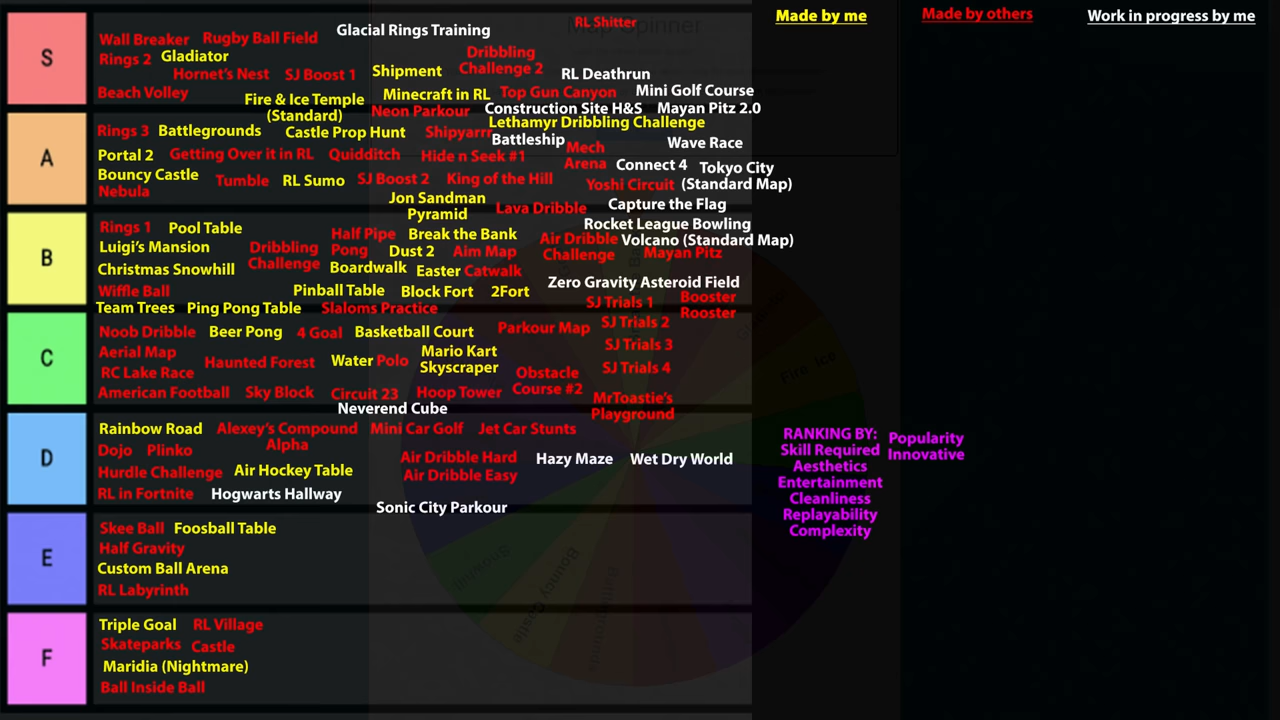 Made by me
Made by others
Work in progress by me
Map Spinner
S
RL Shitter
Glacial Rings Training
Wall Breaker
Rugby Ball Field
Rings 2
Gladiator
Dribbling
Challenge 2
Hornet's Nest
SJ Boost 1
Shipment
RL Deathrun
Beach Volley
Fire & Ice Temple
(Standard)
Minecraft in RL
Top Gun Canyon
Mini Golf Course
Neon Parkour
Construction Site H&S
Mayan Pitz 2.0
A
Lethamyr Dribbling Challenge
Rings 3
Battlegrounds
Castle Prop Hunt
Shipyarrr
Battleship
Wave Race
Portal 2
Getting Over it in RL
Quidditch
Hide n Seek #1
Mech
Arena
Connect 4
Tokyo City
(Standard Map)
Bouncy Castle
Nebula
Tumble
RL Sumo
SJ Boost 2
King of the Hill
Yoshi Circuit
Jon Sandman
Pyramid
Lava Dribble
Capture the Flag
B
Rings 1
Pool Table
Half Pipe
Pong
Break the Bank
Rocket League Bowling
Air Dribble
Challenge
Volcano (Standard Map)
Luigi's Mansion
Dribbling
Challenge
Dust 2
Aim Map
Mayan Pitz
Christmas Snowhill
Boardwalk
Easter Catwalk
Wiffle Ball
Pinball Table
Block Fort
2Fort
Zero Gravity Asteroid Field
Team Trees
Ping Pong Table
Slaloms Practice
SJ Trials 1
Booster
Rooster
C
Noob Dribble
Beer Pong
4 Goal
Basketball Court
Parkour Map
SJ Trials 2
Aerial Map
SJ Trials 3
RC Lake Race
Haunted Forest
Water Polo
Mario Kart
Skyscraper
SJ Trials 4
American Football
Sky Block
Circuit 23
Hoop Tower
Obstacle
Course #2
Neverend Cube
MrToastie's
Playground
D
Rainbow Road
Alexey's Compound
Alpha
Mini Car Golf
Jet Car Stunts
Dojo
Plinko
Air Dribble Hard
Air Dribble Easy
Hazy Maze
Wet Dry World
Hurdle Challenge
Air Hockey Table
RL in Fortnite
Hogwarts Hallway
Sonic City Parkour
RANKING BY:
Skill Required
Aesthetics
Entertainment
Cleanliness
Replayability
Complexity
Popularity
Innovative
E
Skee Ball
Foosball Table
Half Gravity
Custom Ball Arena
RL Labyrinth
F
Triple Goal
RL Village
Skateparks
Castle
Maridia (Nightmare)
Ball Inside Ball
Bouncy Castle
Battlegrounds